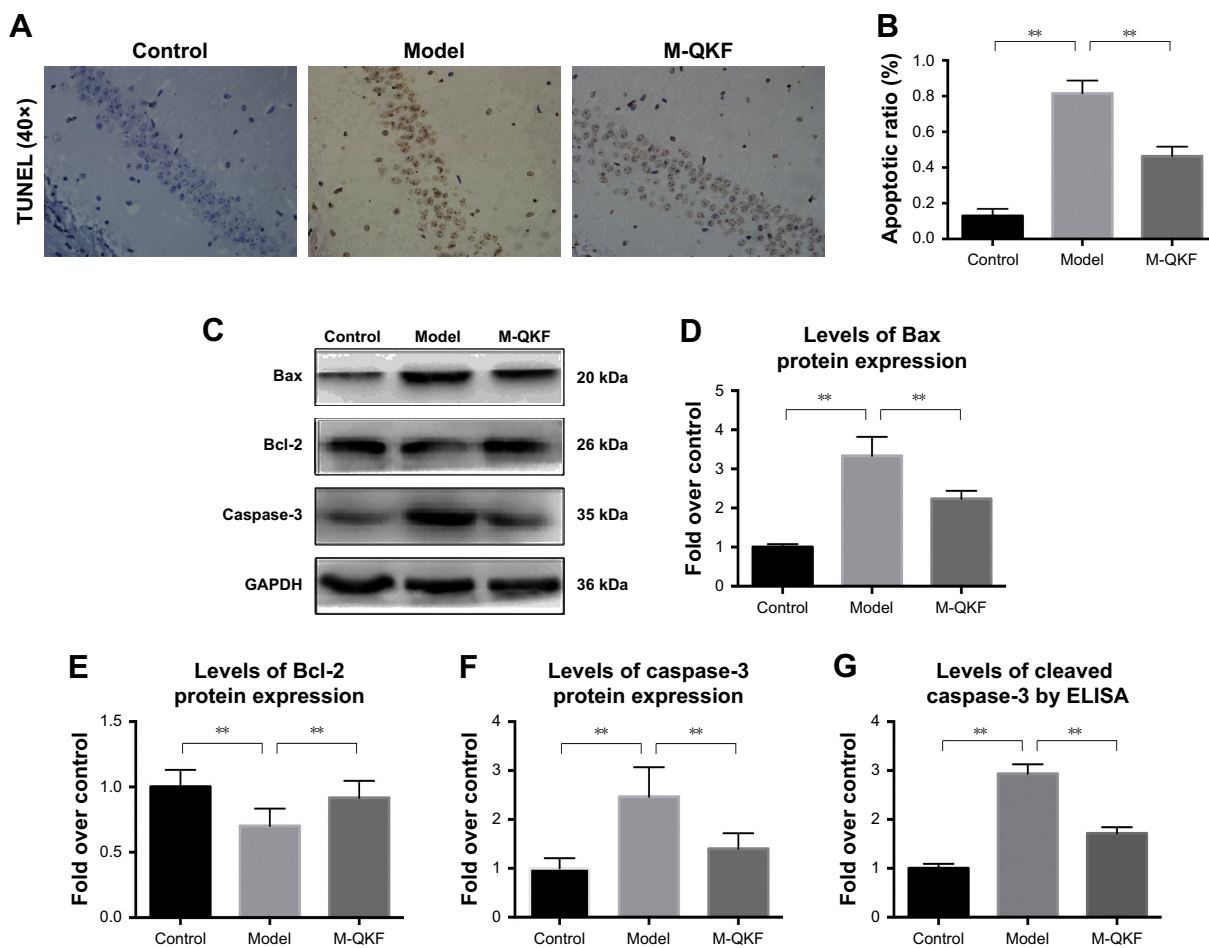 A
Control
Model
M-QKF
TUNEL (40×)
B
**
**
Apoptotic ratio (%)
1.0
0.8
0.6
0.4
0.2
0.0
Control
Model
M-QKF
C
Control
Model
M-QKF
Bax
20 kDa
Bcl-2
26 kDa
Caspase-3
35 kDa
GAPDH
36 kDa
D
Levels of Bax
protein expression
**
**
Fold over control
5
4
3
2
1
0
Control
Model
M-QKF
E
Levels of Bcl-2
protein expression
**
**
Fold over control
1.5
1.0
0.5
0.0
Control
Model
M-QKF
F
Levels of caspase-3
protein expression
**
**
Fold over control
4
3
2
1
0
Control
Model
M-QKF
G
Levels of cleaved
caspase-3 by ELISA
**
**
Fold over control
4
3
2
1
0
Control
Model
M-QKF